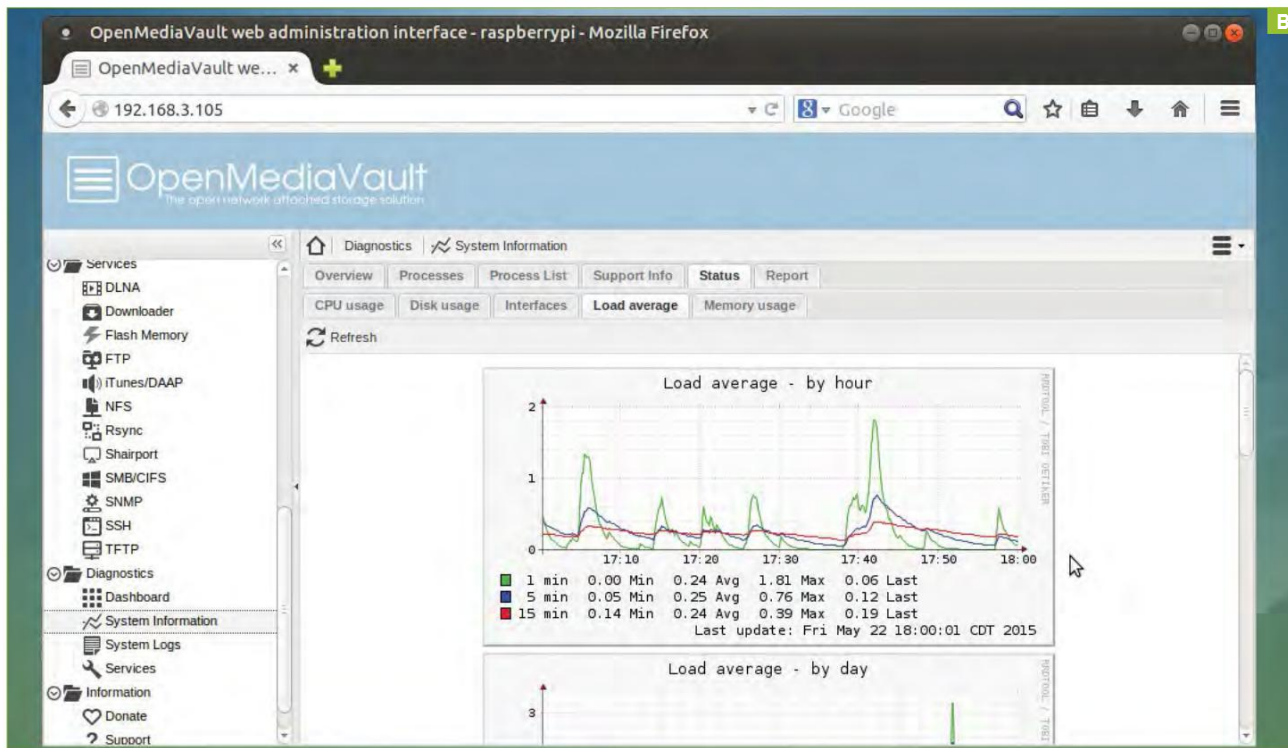 B
OpenMediaVault web administration interface - raspberrypi - Mozilla Firefox
OpenMediaVault we... ×
192.168.3.105
Google
OpenMediaVault
The open network attached storage solution
Diagnostics System Information
Services
DLNA
Downloader
Flash Memory
FTP
iTunes/DAAP
NFS
Rsync
Shairport
SMB/CIFS
SNMP
SSH
TFTP
Diagnostics
Dashboard
System Information
System Logs
Services
Information
Donate
Support
Overview Processes Process List Support Info Status Report
CPU usage Disk usage Interfaces Load average Memory usage
Refresh
Load average - by hour
2
1
0
17:10 17:20 17:30 17:40 17:50 18:00
1 min 0.00 Min 0.24 Avg 1.81 Max 0.06 Last
5 min 0.05 Min 0.25 Avg 0.76 Max 0.12 Last
15 min 0.14 Min 0.24 Avg 0.39 Max 0.19 Last
Last update: Fri May 22 18:00:01 CDT 2015
RRDTOOL / TOBI OETIKER
Load average - by day
3
RRDTOOL / TOBI